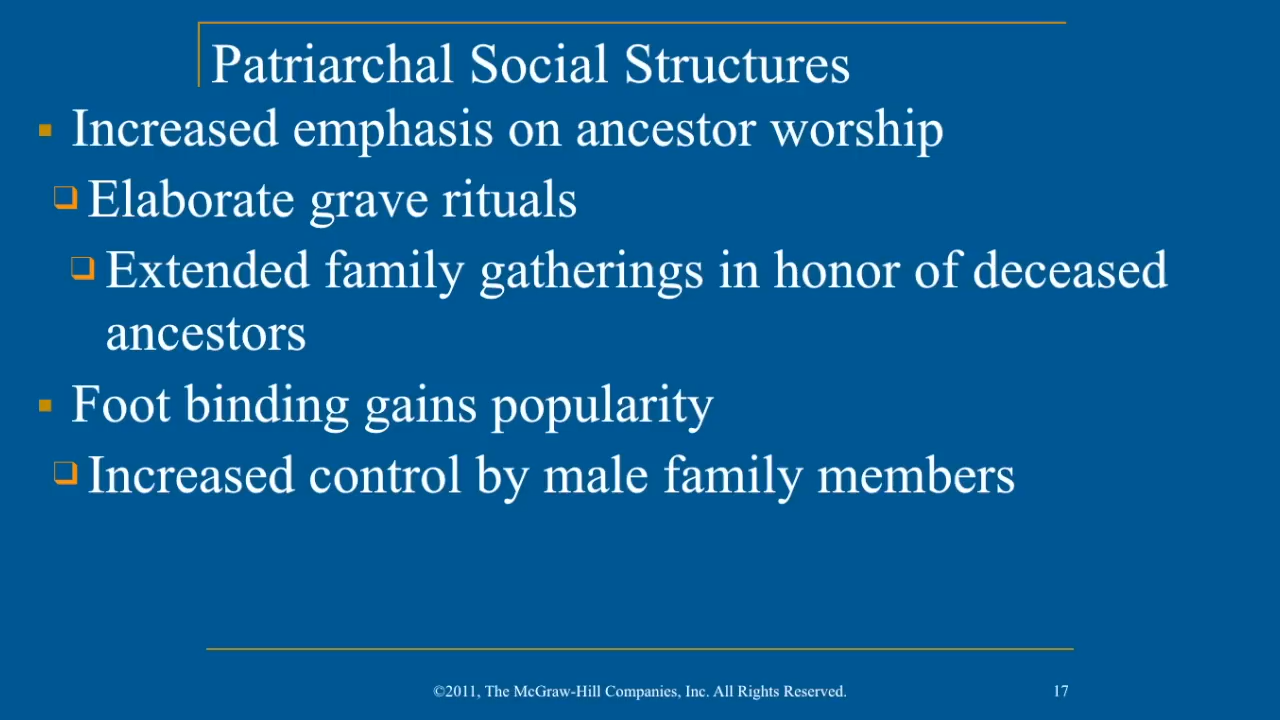 Patriarchal Social Structures
Increased emphasis on ancestor worship
Elaborate grave rituals
Extended family gatherings in honor of deceased
ancestors
Foot binding gains popularity
Increased control by male family members
©2011, The McGraw-Hill Companies, Inc. All Rights Reserved.
17